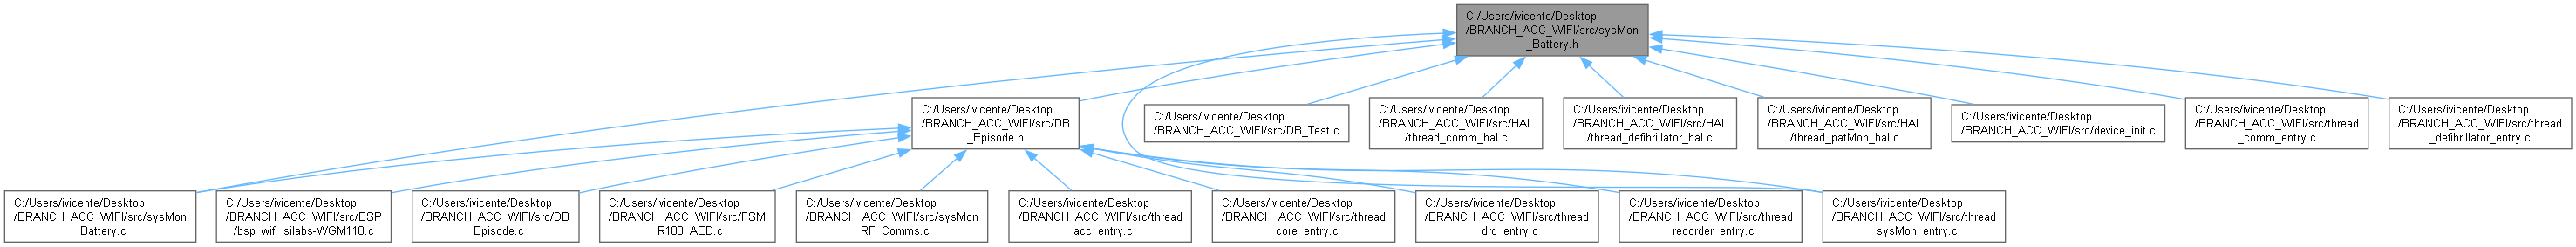 C:/Users/ivicente/Desktop
/BRANCH_ACC_WIFI/src/sysMon
_Battery.h
C:/Users/ivicente/Desktop
/BRANCH_ACC_WIFI/src/DB
_Episode.h
C:/Users/ivicente/Desktop
/BRANCH_ACC_WIFI/src/DB_Test.c
C:/Users/ivicente/Desktop
/BRANCH_ACC_WIFI/src/HAL
/thread_comm_hal.c
C:/Users/ivicente/Desktop
/BRANCH_ACC_WIFI/src/HAL
/thread_defibrillator_hal.c
C:/Users/ivicente/Desktop
/BRANCH_ACC_WIFI/src/HAL
/thread_patMon_hal.c
C:/Users/ivicente/Desktop
/BRANCH_ACC_WIFI/src/device_init.c
C:/Users/ivicente/Desktop
/BRANCH_ACC_WIFI/src/thread
_comm_entry.c
C:/Users/ivicente/Desktop
/BRANCH_ACC_WIFI/src/thread
_defibrillator_entry.c
C:/Users/ivicente/Desktop
/BRANCH_ACC_WIFI/src/sysMon
_Battery.c
C:/Users/ivicente/Desktop
/BRANCH_ACC_WIFI/src/BSP
/bsp_wifi_silabs-WGM110.c
C:/Users/ivicente/Desktop
/BRANCH_ACC_WIFI/src/DB
_Episode.c
C:/Users/ivicente/Desktop
/BRANCH_ACC_WIFI/src/FSM
_R100_AED.c
C:/Users/ivicente/Desktop
/BRANCH_ACC_WIFI/src/sysMon
_RF_Comms.c
C:/Users/ivicente/Desktop
/BRANCH_ACC_WIFI/src/thread
_acc_entry.c
C:/Users/ivicente/Desktop
/BRANCH_ACC_WIFI/src/thread
_core_entry.c
C:/Users/ivicente/Desktop
/BRANCH_ACC_WIFI/src/thread
_drd_entry.c
C:/Users/ivicente/Desktop
/BRANCH_ACC_WIFI/src/thread
_recorder_entry.c
C:/Users/ivicente/Desktop
/BRANCH_ACC_WIFI/src/thread
_sysMon_entry.c